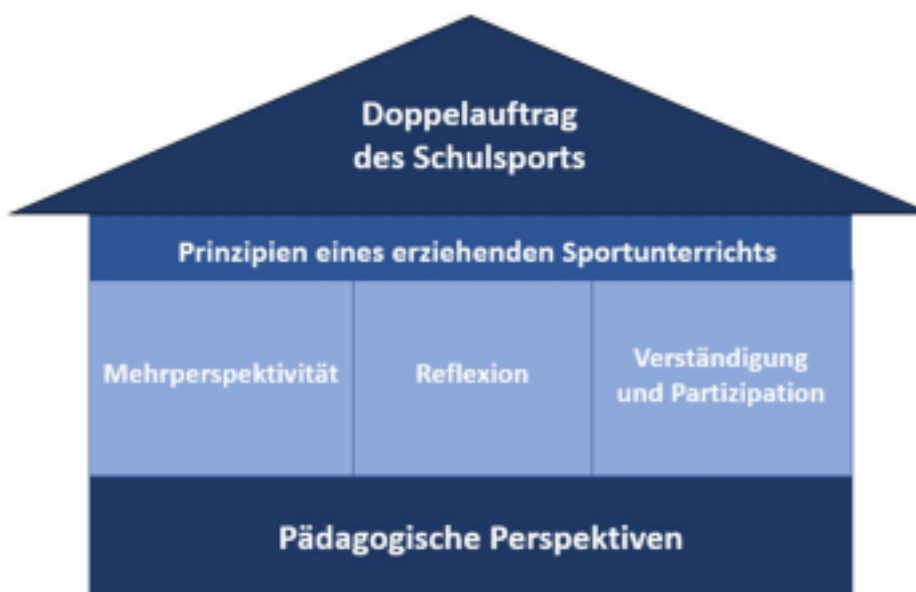 Doppelauftrag
des Schulsports
Prinzipien eines erziehenden Sportunterrichts
Mehrperspektivität
Reflexion
Verständigung
und Partizipation
Pädagogische Perspektiven